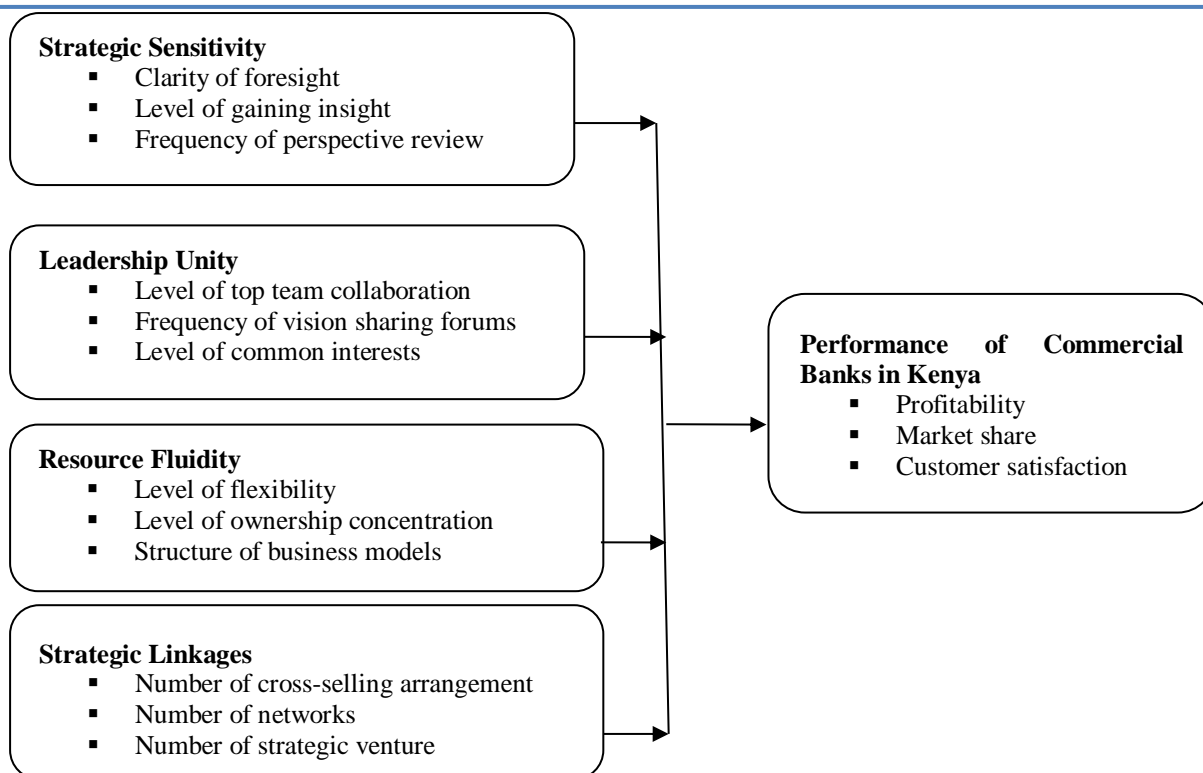 Strategic Sensitivity
▪ Clarity of foresight
▪ Level of gaining insight
▪ Frequency of perspective review
Leadership Unity
▪ Level of top team collaboration
▪ Frequency of vision sharing forums
▪ Level of common interests
Resource Fluidity
▪ Level of flexibility
▪ Level of ownership concentration
▪ Structure of business models
Strategic Linkages
▪ Number of cross-selling arrangement
▪ Number of networks
▪ Number of strategic venture
Performance of Commercial
Banks in Kenya
▪ Profitability
▪ Market share
▪ Customer satisfaction